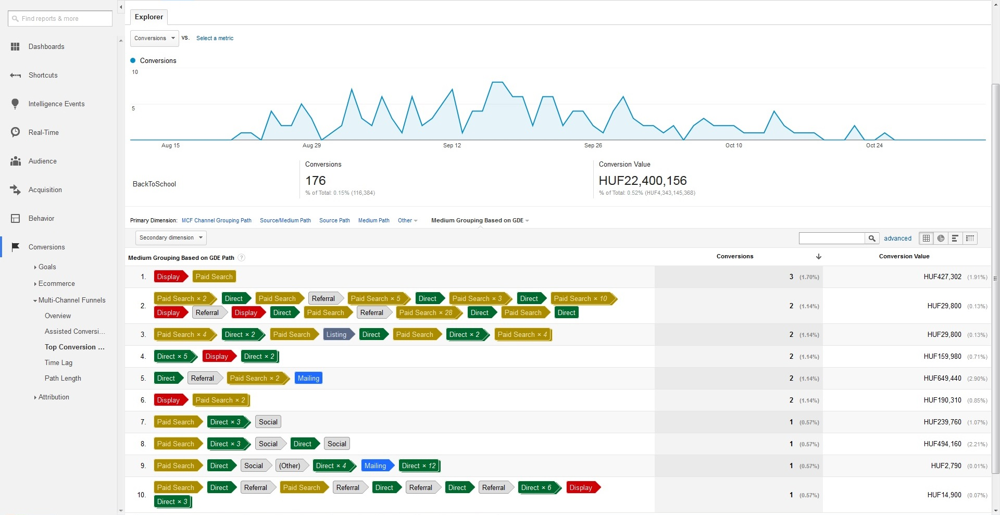 Find reports & more
Dashboards
Shortcuts
Intelligence Events
Real-Time
Audience
Acquisition
Behavior
Conversions
Goals
Ecommerce
Multi-Channel Funnels
Overview
Assisted Conversi...
Top Conversion ...
Time Lag
Path Length
Attribution
Explorer
Conversions VS. Select a metric
Conversions
10
5
Aug 15 Aug 29 Sep 12 Sep 26 Oct 10 Oct 24
BackToSchool
Conversions
176
% of Total: 0.15% (116,384)
Conversion Value
HUF22,400,156
% of Total: 0.52% (HUF4,343,145,368)
Primary Dimension: MCF Channel Grouping Path Source/Medium Path Source Path Medium Path Other Medium Grouping Based on GDE
Secondary dimension advanced
Medium Grouping Based on GDE Path ? Conversions Conversion Value
1. Display Paid Search 3 (1.70%) HUF427,302 (1.91%)
2. Paid Search × 2 Direct Paid Search Referral Paid Search × 5 Direct Paid Search × 3 Direct Paid Search × 10
Display Referral Display Direct Paid Search Referral Paid Search × 28 Direct Paid Search Direct 2 (1.14%) HUF29,800 (0.13%)
3. Paid Search × 4 Direct × 2 Paid Search Listing Direct Paid Search Direct × 2 Paid Search × 4 2 (1.14%) HUF29,800 (0.13%)
4. Direct × 5 Display Direct × 2 2 (1.14%) HUF159,980 (0.71%)
5. Direct Referral Paid Search × 2 Mailing 2 (1.14%) HUF649,440 (2.90%)
6. Display Paid Search × 2 2 (1.14%) HUF190,310 (0.85%)
7. Paid Search Direct × 3 Social 1 (0.57%) HUF239,760 (1.07%)
8. Paid Search Direct × 3 Social Direct Social 1 (0.57%) HUF494,160 (2.21%)
9. Paid Search Direct Social (Other) Direct × 4 Mailing Direct × 12 1 (0.57%) HUF2,790 (0.01%)
10. Paid Search Direct Referral Paid Search Referral Direct Referral Direct Referral Direct × 6 Display
Direct × 3 1 (0.57%) HUF14,900 (0.07%)